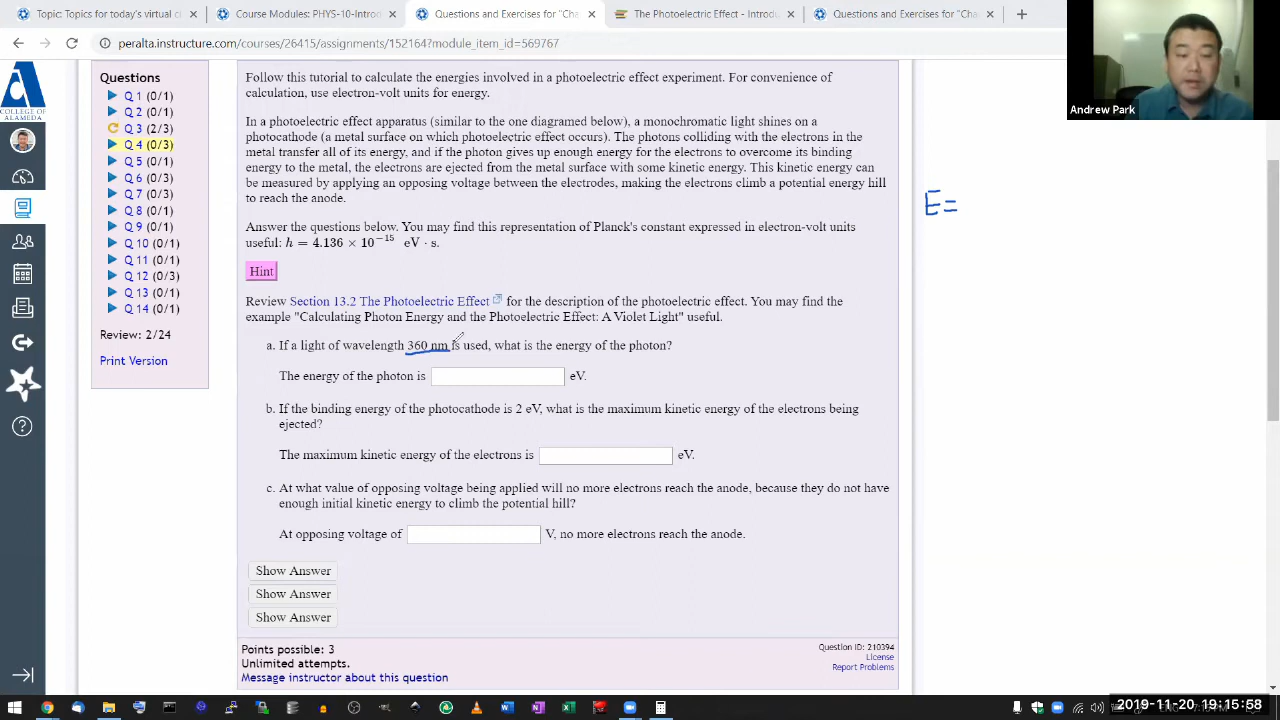 Topics for Today's virtual c
Course Modules: PHYS-10-Introd
Questions and Exercises for "Cha
The Photoelectric Effect - Introdu
Questions and Exercises for "Cha
peralta.instructure.com/courses/26415/assignments/152164?module_item_id=569767
Andrew Park
COLLEGE OF
ALAMEDA
Questions
Q 1 (0/1)
Q 2 (0/1)
Q 3 (2/3)
Q 4 (0/3)
Q 5 (0/1)
Q 6 (0/3)
Q 7 (0/3)
Q 8 (0/1)
Q 9 (0/1)
Q 10 (0/1)
Q 11 (0/1)
Q 12 (0/3)
Q 13 (0/1)
Q 14 (0/1)
Review: 2/24
Print Version
Follow this tutorial to calculate the energies involved in a photoelectric effect experiment. For convenience of
calculation, use electron-volt units for energy.
In a photoelectric effect apparatus (similar to the one diagramed below), a monochromatic light shines on a
photocathode (a metal surface on which photoelectric effect occurs). The photons colliding with the electrons in the
metal transfer all of its energy, and if the photon gives up enough energy for the electrons to overcome its binding
energy to the metal, the electrons are ejected from the metal surface with some kinetic energy. This kinetic energy can
be measured by applying an opposing voltage between the electrodes, making the electrons climb a potential energy hill
to reach the anode.
Answer the questions below. You may find this representation of Planck's constant expressed in electron-volt units
useful: h = 4.136 × 10⁻¹⁵ eV · s.
Hint
Review Section 13.2 The Photoelectric Effect for the description of the photoelectric effect. You may find the
example "Calculating Photon Energy and the Photoelectric Effect: A Violet Light" useful.
a. If a light of wavelength 360 nm is used, what is the energy of the photon?
The energy of the photon is eV.
b. If the binding energy of the photocathode is 2 eV, what is the maximum kinetic energy of the electrons being
ejected?
The maximum kinetic energy of the electrons is eV.
c. At what value of opposing voltage being applied will no more electrons reach the anode, because they do not have
enough initial kinetic energy to climb the potential hill?
At opposing voltage of V, no more electrons reach the anode.
Show Answer
Show Answer
Show Answer
Points possible: 3
Unlimited attempts.
Message instructor about this question
Question ID: 210394
License
Report Problems
E=
2019-11-20 19:15:58